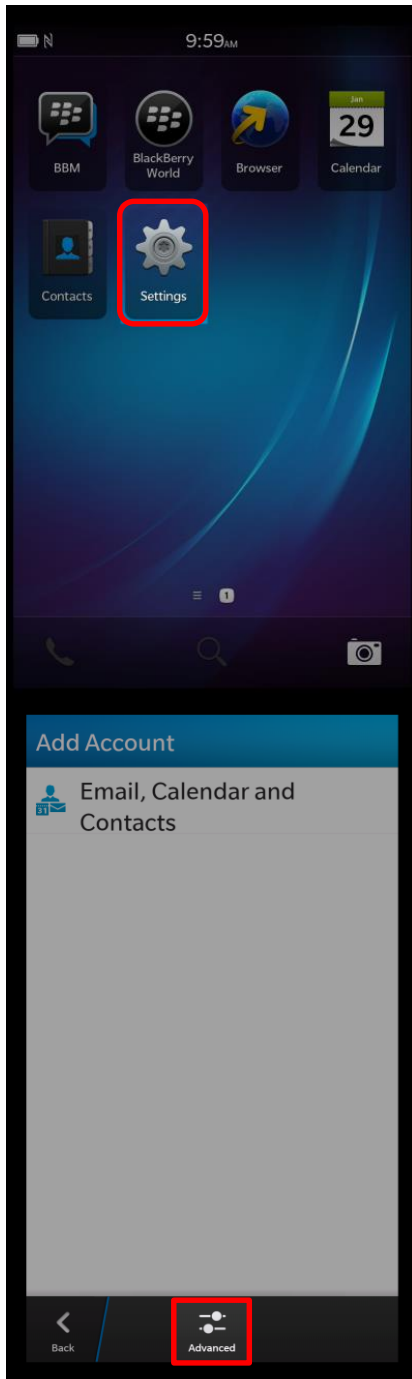 9:59AM
BBM
BlackBerry
World
Browser
Jan
29
Calendar
Contacts
Settings
1
Add Account
31
Email, Calendar and
Contacts
Back
Advanced